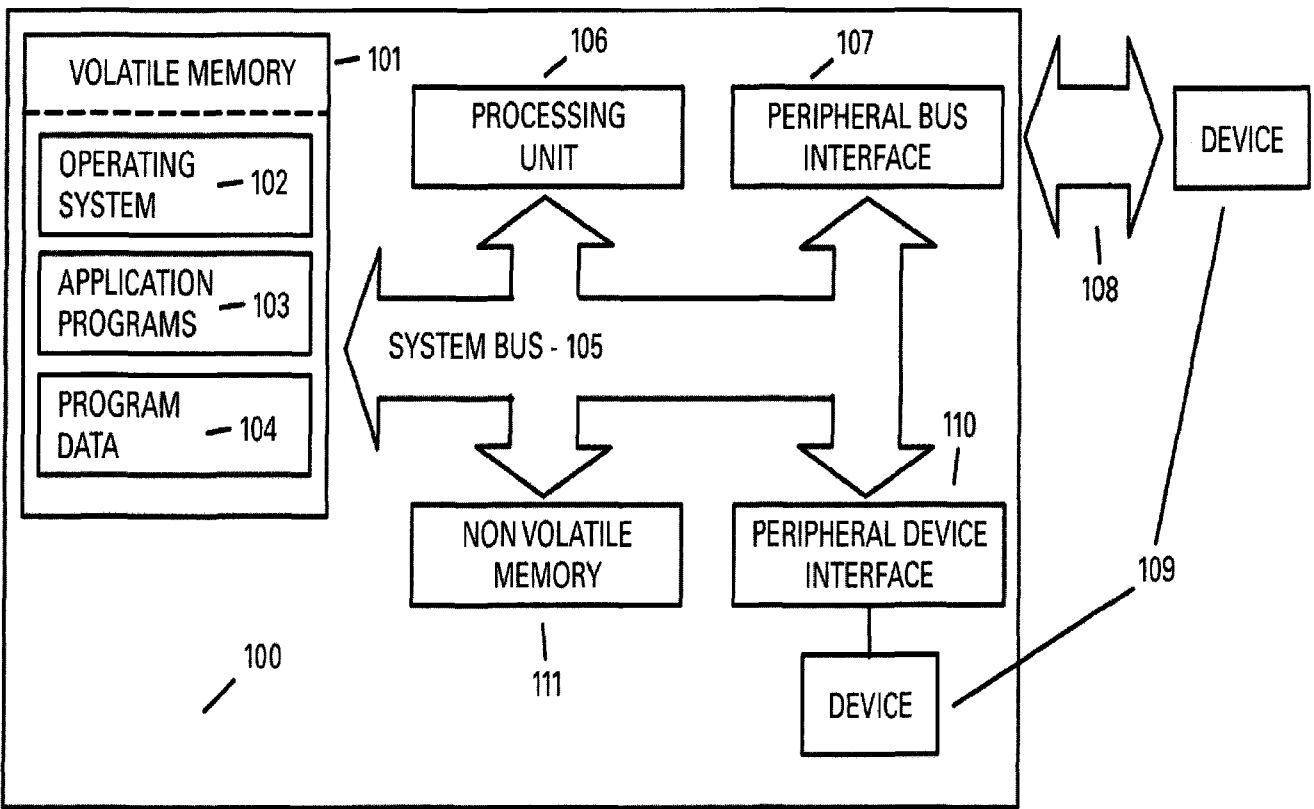 VOLATILE MEMORY
101
OPERATING
SYSTEM
102
APPLICATION
PROGRAMS
103
PROGRAM
DATA
104
106
PROCESSING
UNIT
107
PERIPHERAL BUS
INTERFACE
DEVICE
108
SYSTEM BUS - 105
110
NON VOLATILE
MEMORY
111
PERIPHERAL DEVICE
INTERFACE
DEVICE
109
100